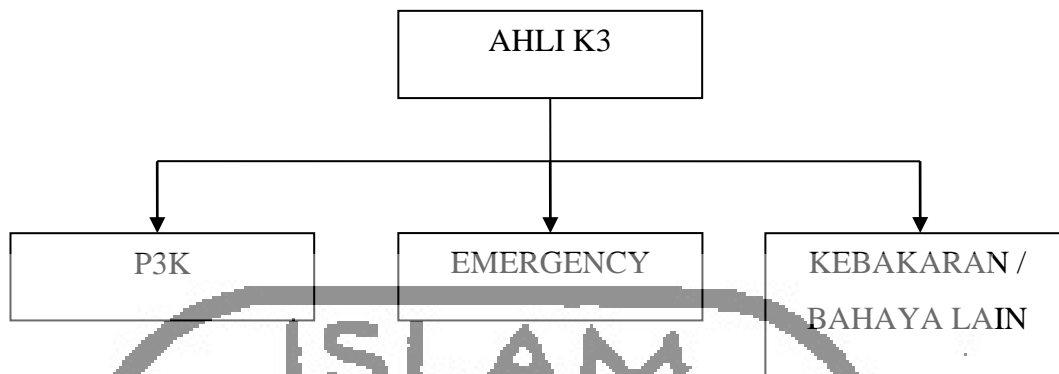 AHLI K3
P3K
EMERGENCY
KEBAKARAN /
BAHAYA LAIN
ISLAM